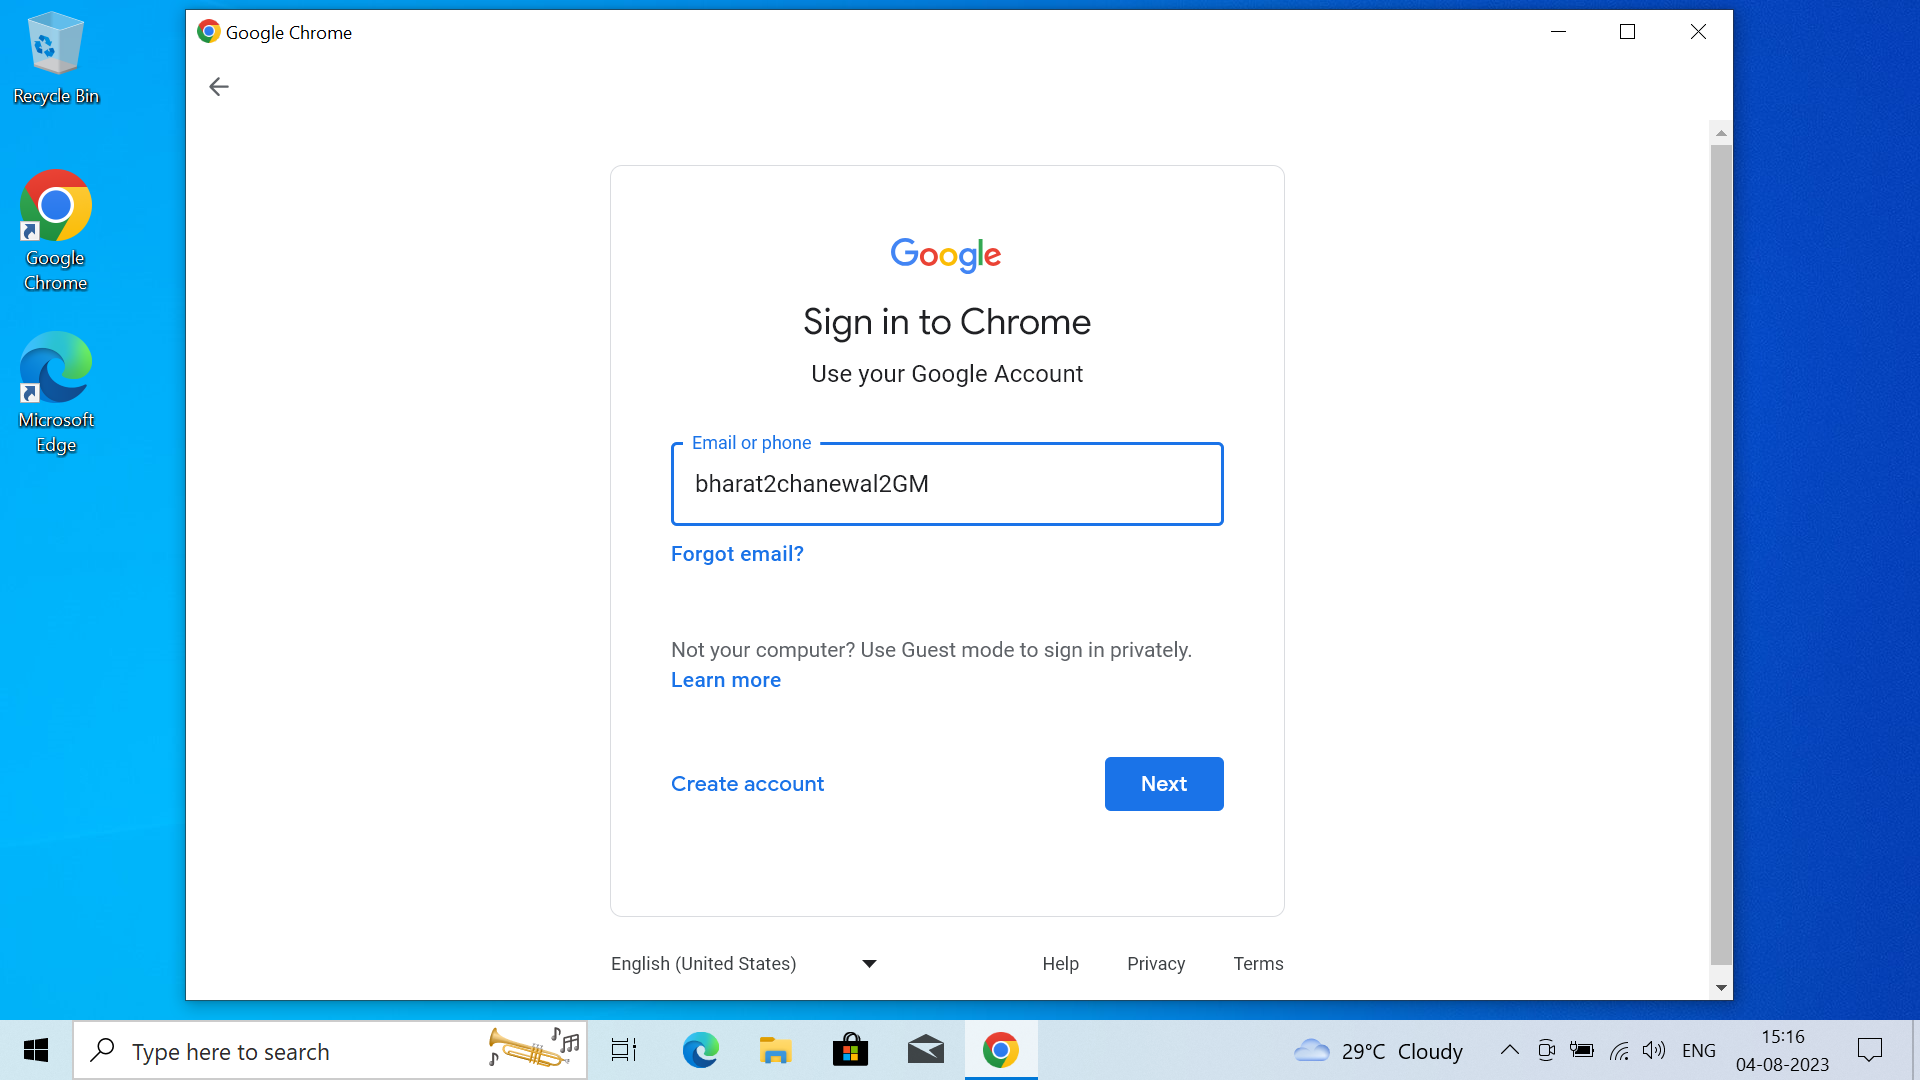 Recycle Bin
Google
Chrome
Microsoft
Edge
Google Chrome
Google
Sign in to Chrome
Use your Google Account
Email or phone
bharat2chanewal2GM
Forgot email?
Not your computer? Use Guest mode to sign in privately.
Learn more
Create account
Next
English (United States)
Help
Privacy
Terms
Type here to search
29°C Cloudy
ENG
15:16
04-08-2023